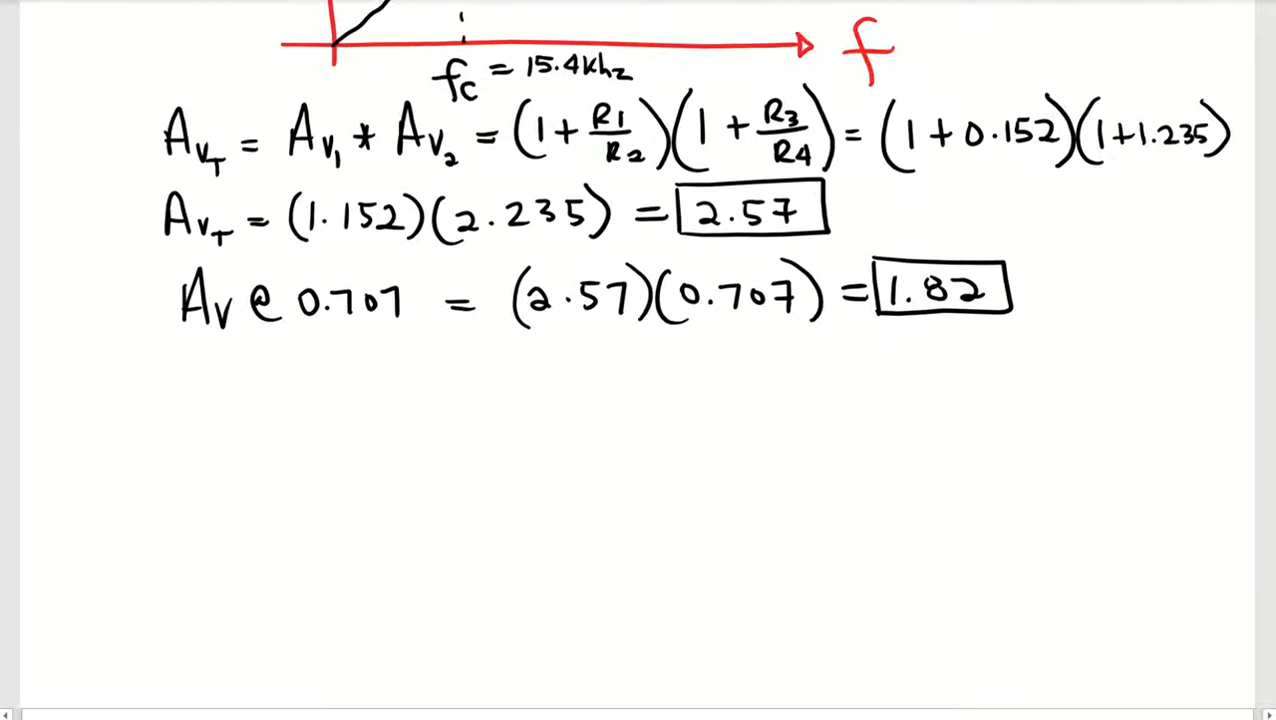 f
fc = 15.4khz
AvT = Av1 * Av2 = (1 + R1/R2)(1 + R3/R4) = (1 + 0.152)(1+1.235)
AvT = (1.152)(2.235) = 2.57
Av @ 0.707 = (2.57)(0.707) = 1.82